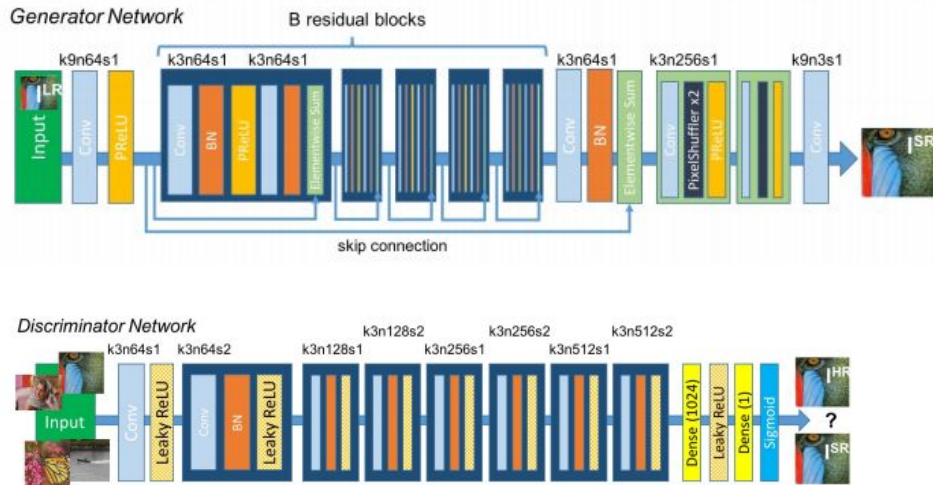 Generator Network
B residual blocks
k9n64s1
k3n64s1 k3n64s1
k3n64s1
k3n256s1
k9n3s1
I^LR
Input
Conv
PReLU
Conv
BN
PReLU
Elementwise Sum
Conv
BN
Elementwise Sum
Conv
PixelShuffler x2
PReLU
Conv
I^SR
skip connection
Discriminator Network
k3n128s2 k3n256s2 k3n512s2
k3n64s1 k3n64s2 k3n128s1 k3n256s1 k3n512s1
Input
Conv
Leaky ReLU
Conv
BN
Leaky ReLU
Dense (1024)
Leaky ReLU
Dense (1)
Sigmoid
I^HR
?
I^SR